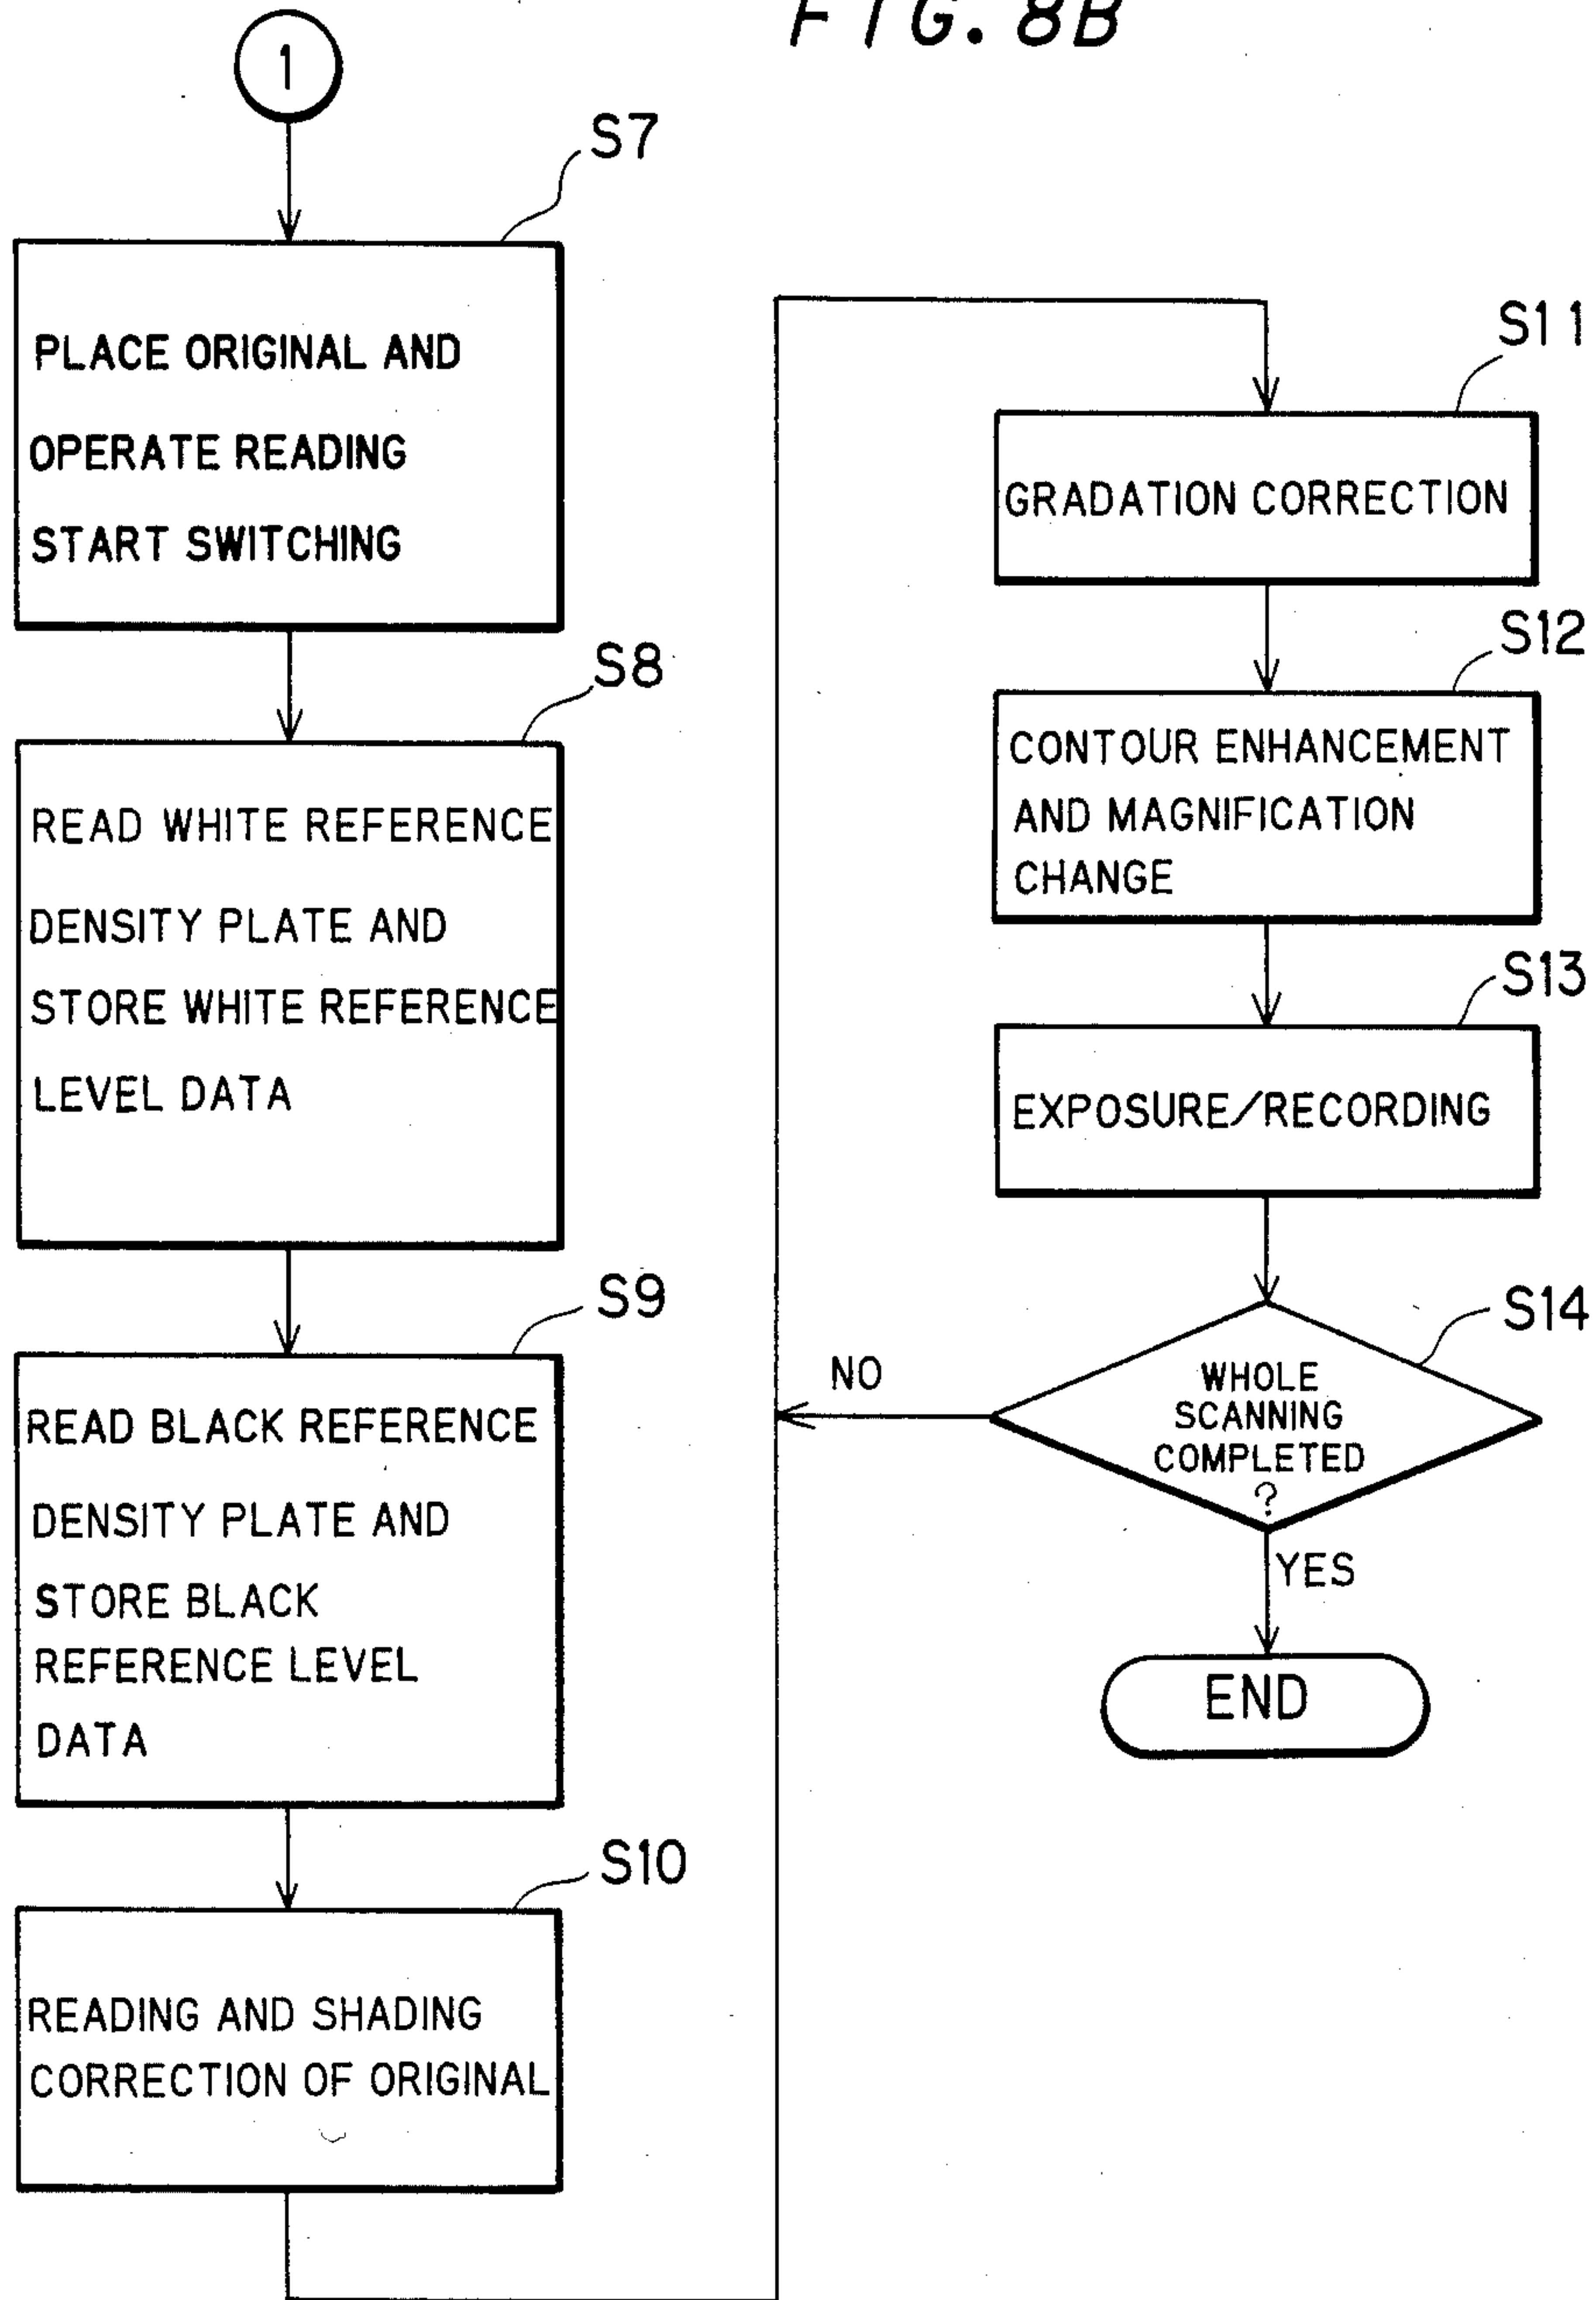 FIG. 8B
1
S7
PLACE ORIGINAL AND
OPERATE READING
START SWITCHING
S8
READ WHITE REFERENCE
DENSITY PLATE AND
STORE WHITE REFERENCE
LEVEL DATA
S9
READ BLACK REFERENCE
DENSITY PLATE AND
STORE BLACK
REFERENCE LEVEL
DATA
S10
READING AND SHADING
CORRECTION OF ORIGINAL
S11
GRADATION CORRECTION
S12
CONTOUR ENHANCEMENT
AND MAGNIFICATION
CHANGE
S13
EXPOSURE/RECORDING
S14
WHOLE
SCANNING
COMPLETED
?
NO
YES
END